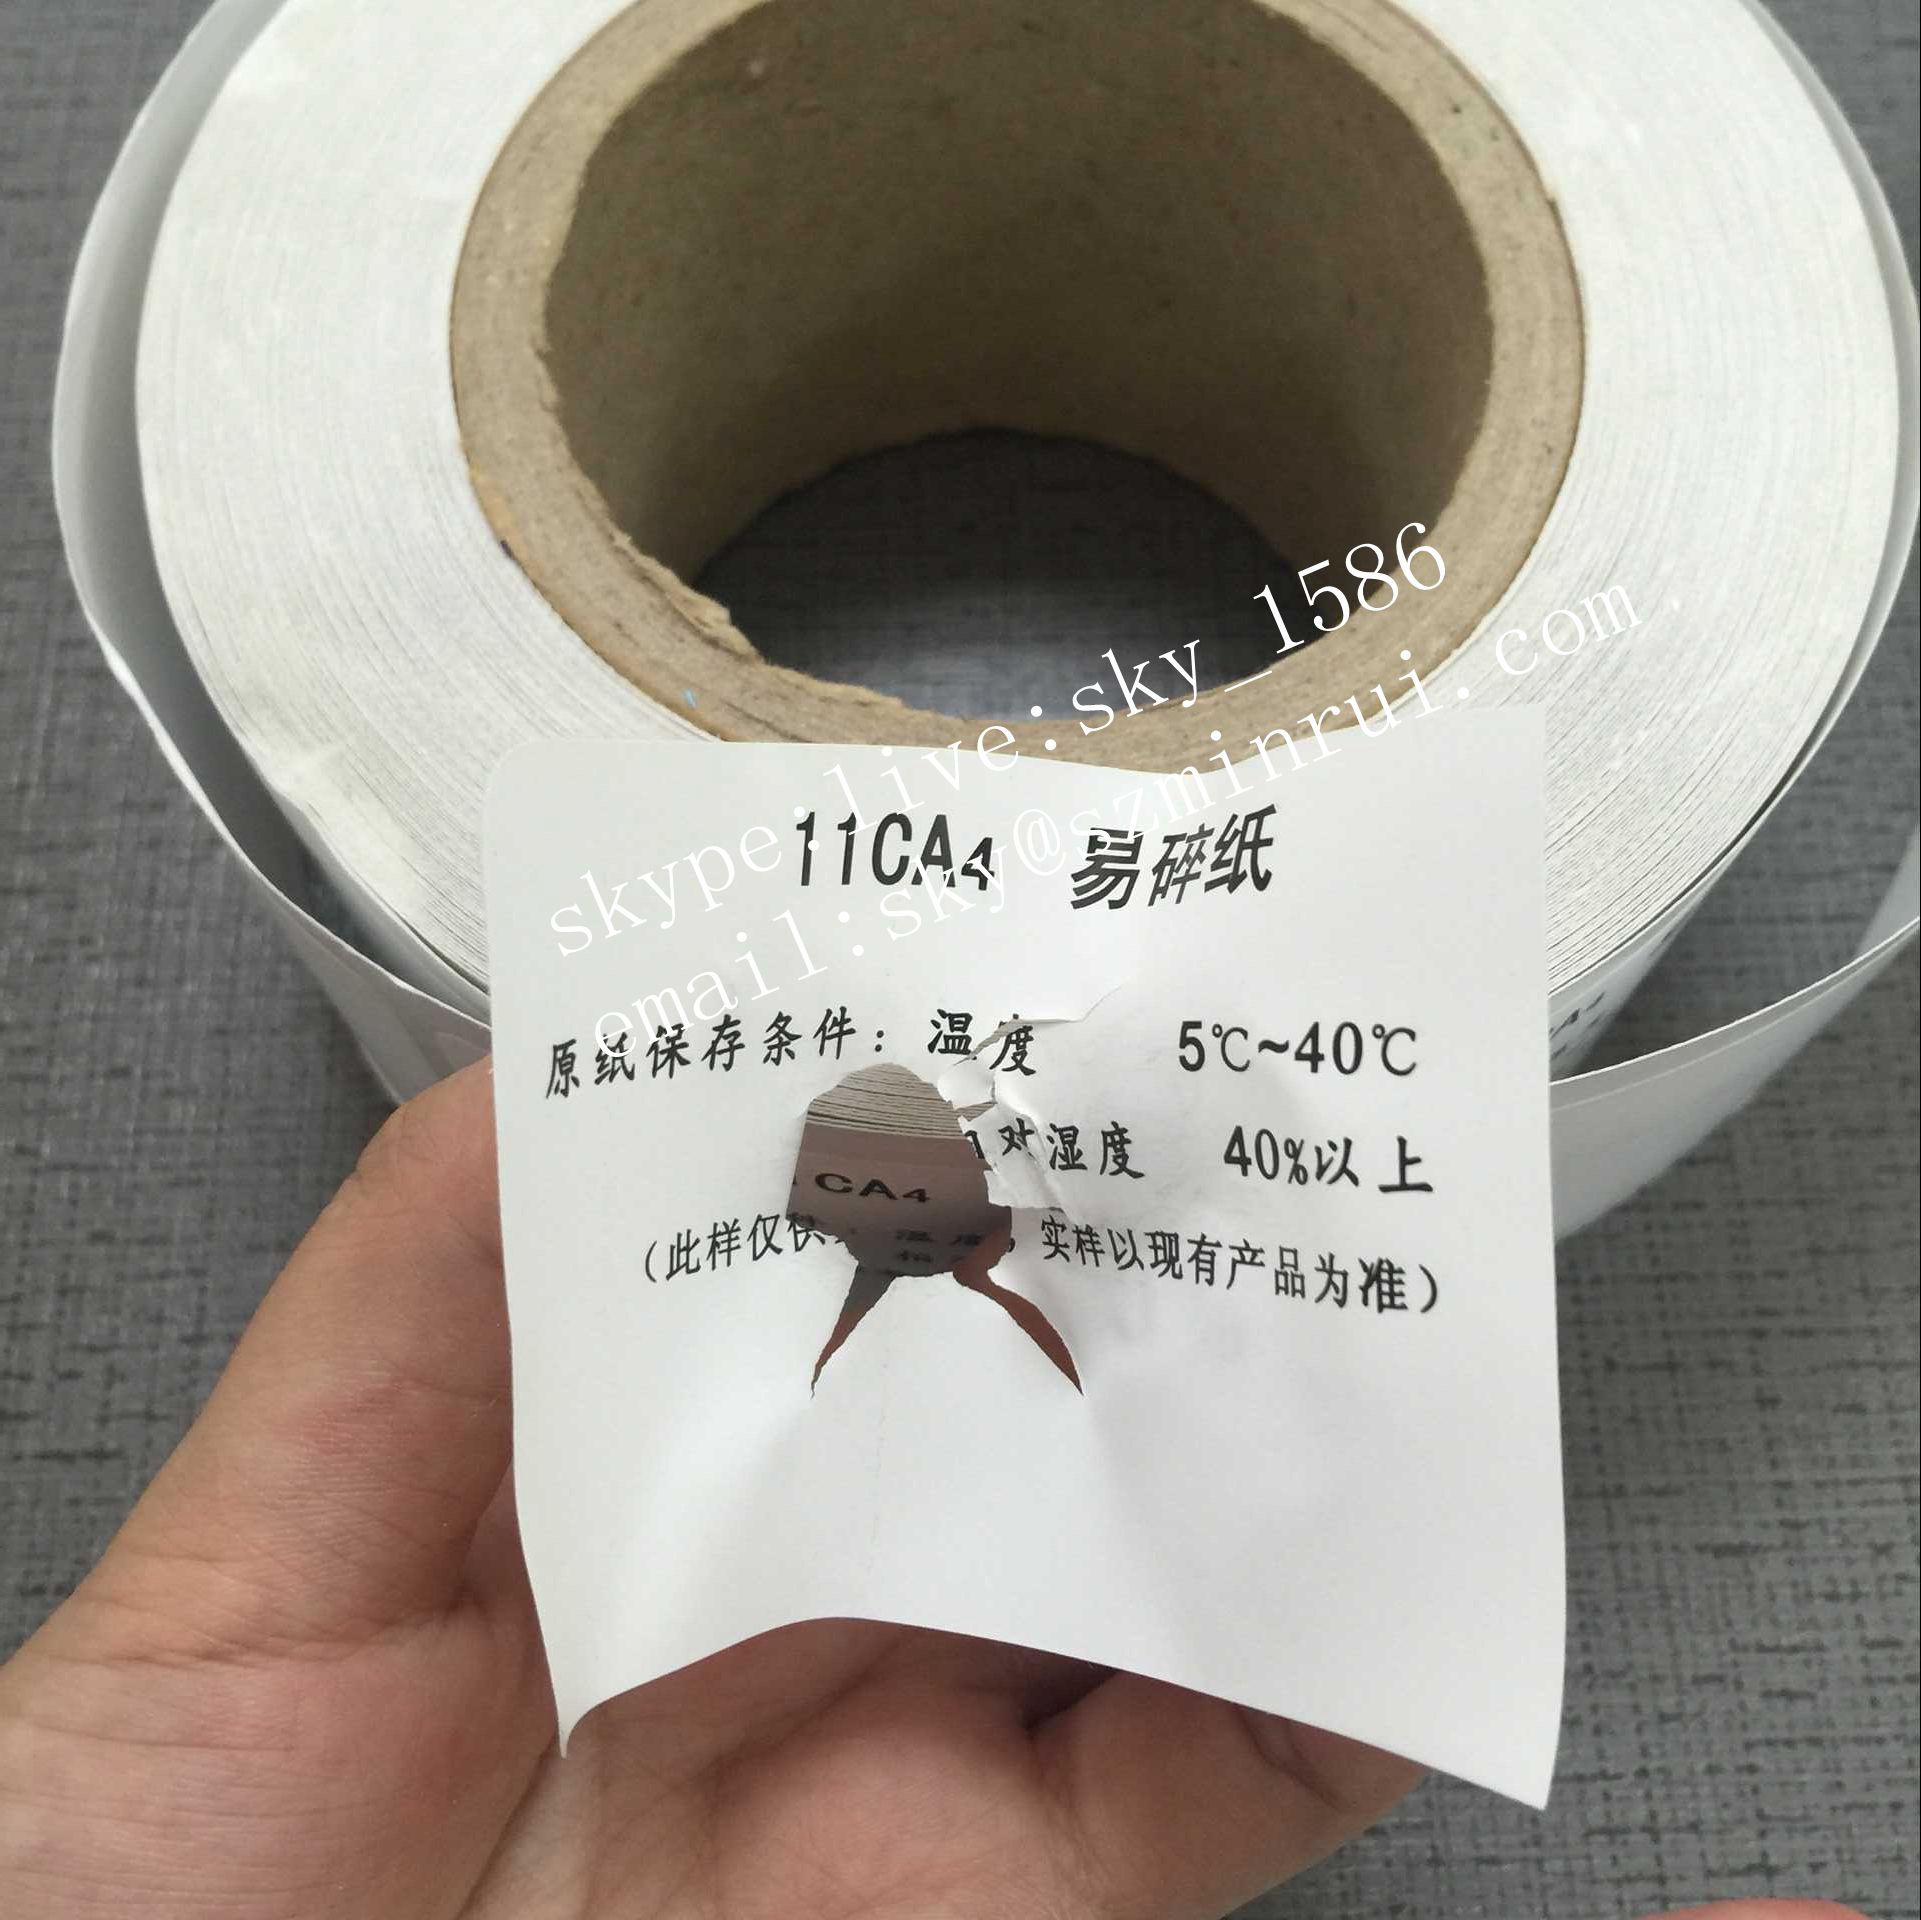 skype:live:sky_1586
email:sky@szminrui.com
11CA4 易碎纸
原纸保存条件：温度 5℃~40℃
对湿度 40%以上
（此样仅供 ，实样以现有产品为准）
CA4
温度